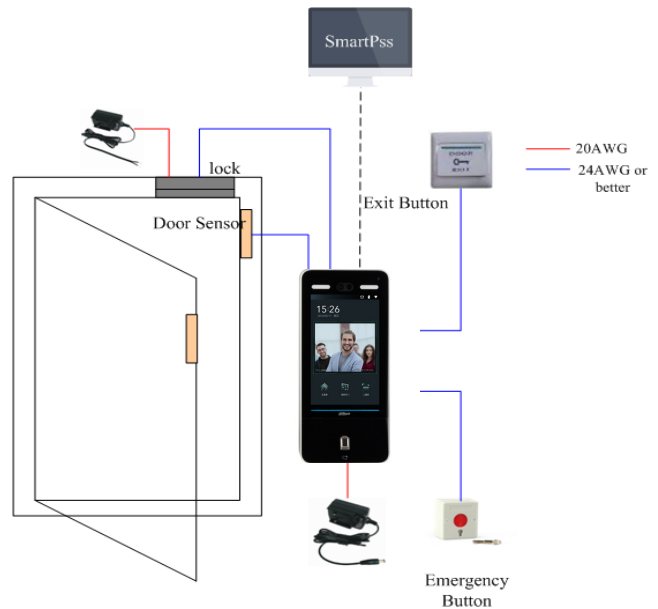 SmartPss
lock
Exit Button
20AWG
24AWG or
better
Door Sensor
15:26
Emergency
Button